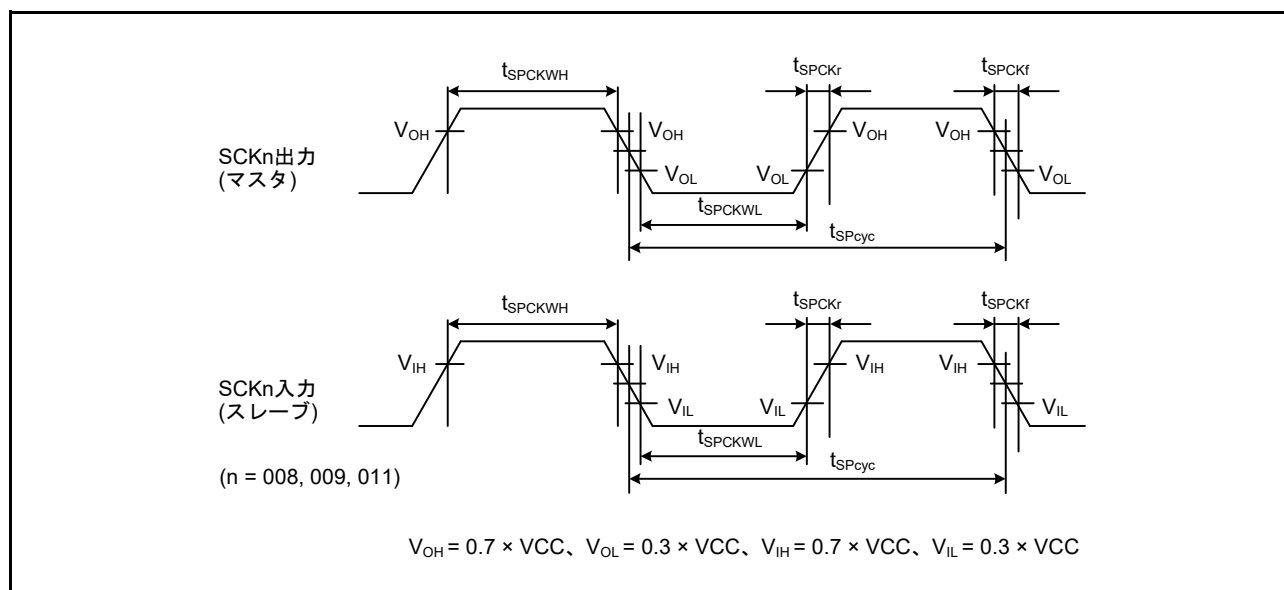 tSPCKWH
tSPCKr
tSPCKf
SCKn出力
(マスタ)
VOH
VOH
VOL
VOL
VOH
VOH
VOL
tSPCKWL
tSPcyc
tSPCKWH
tSPCKr
tSPCKf
SCKn入力
(スレーブ)
VIH
VIH
VIL
VIL
VIH
VIH
VIL
tSPCKWL
tSPcyc
(n = 008, 009, 011)
VOH = 0.7 × VCC、VOL = 0.3 × VCC、VIH = 0.7 × VCC、VIL = 0.3 × VCC